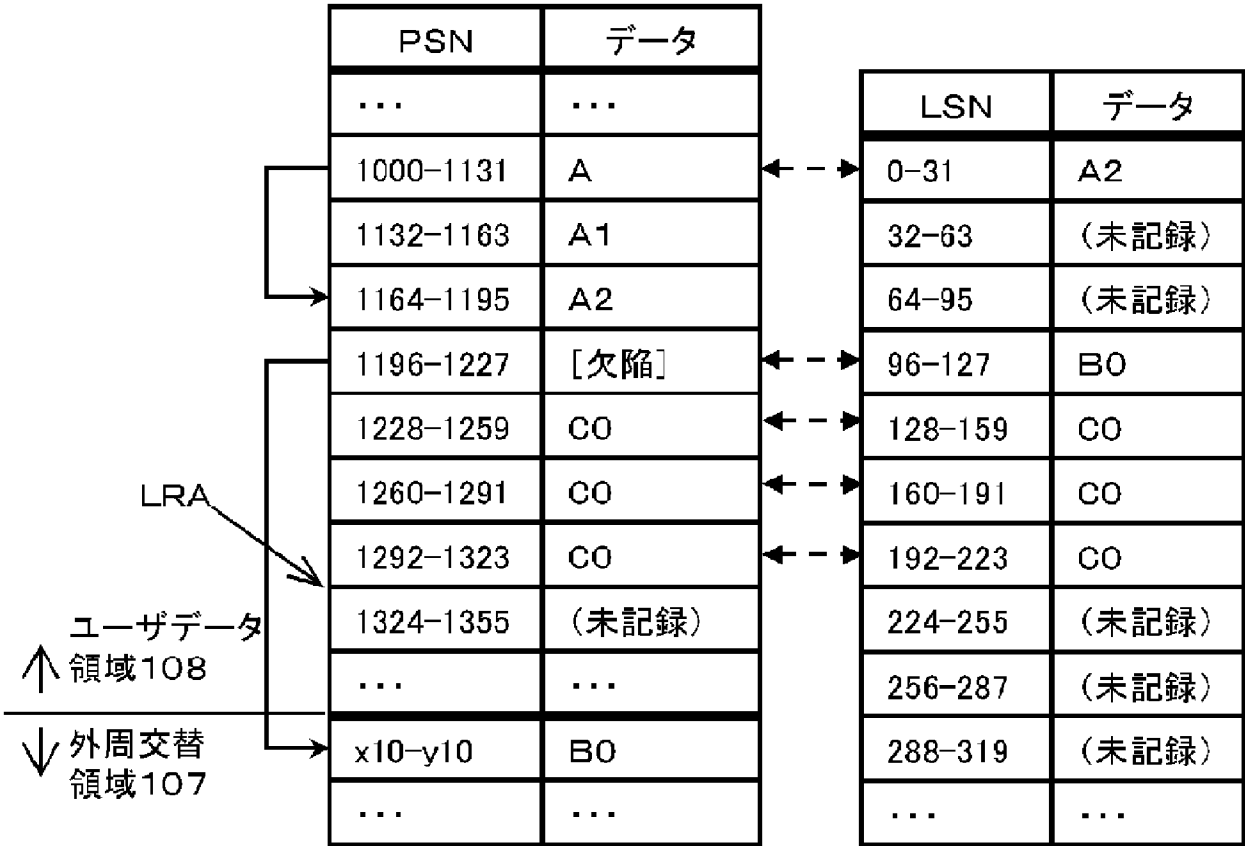 PSN データ
... ...
1000-1131 A
1132-1163 A1
1164-1195 A2
1196-1227 [欠陥]
1228-1259 C0
1260-1291 C0
1292-1323 C0
1324-1355 (未記録)
... ...
x10-y10 B0
... ...
LSN データ
0-31 A2
32-63 (未記録)
64-95 (未記録)
96-127 B0
128-159 C0
160-191 C0
192-223 C0
224-255 (未記録)
256-287 (未記録)
288-319 (未記録)
... ...
LRA
ユーザデータ
領域108
外周交替
領域107